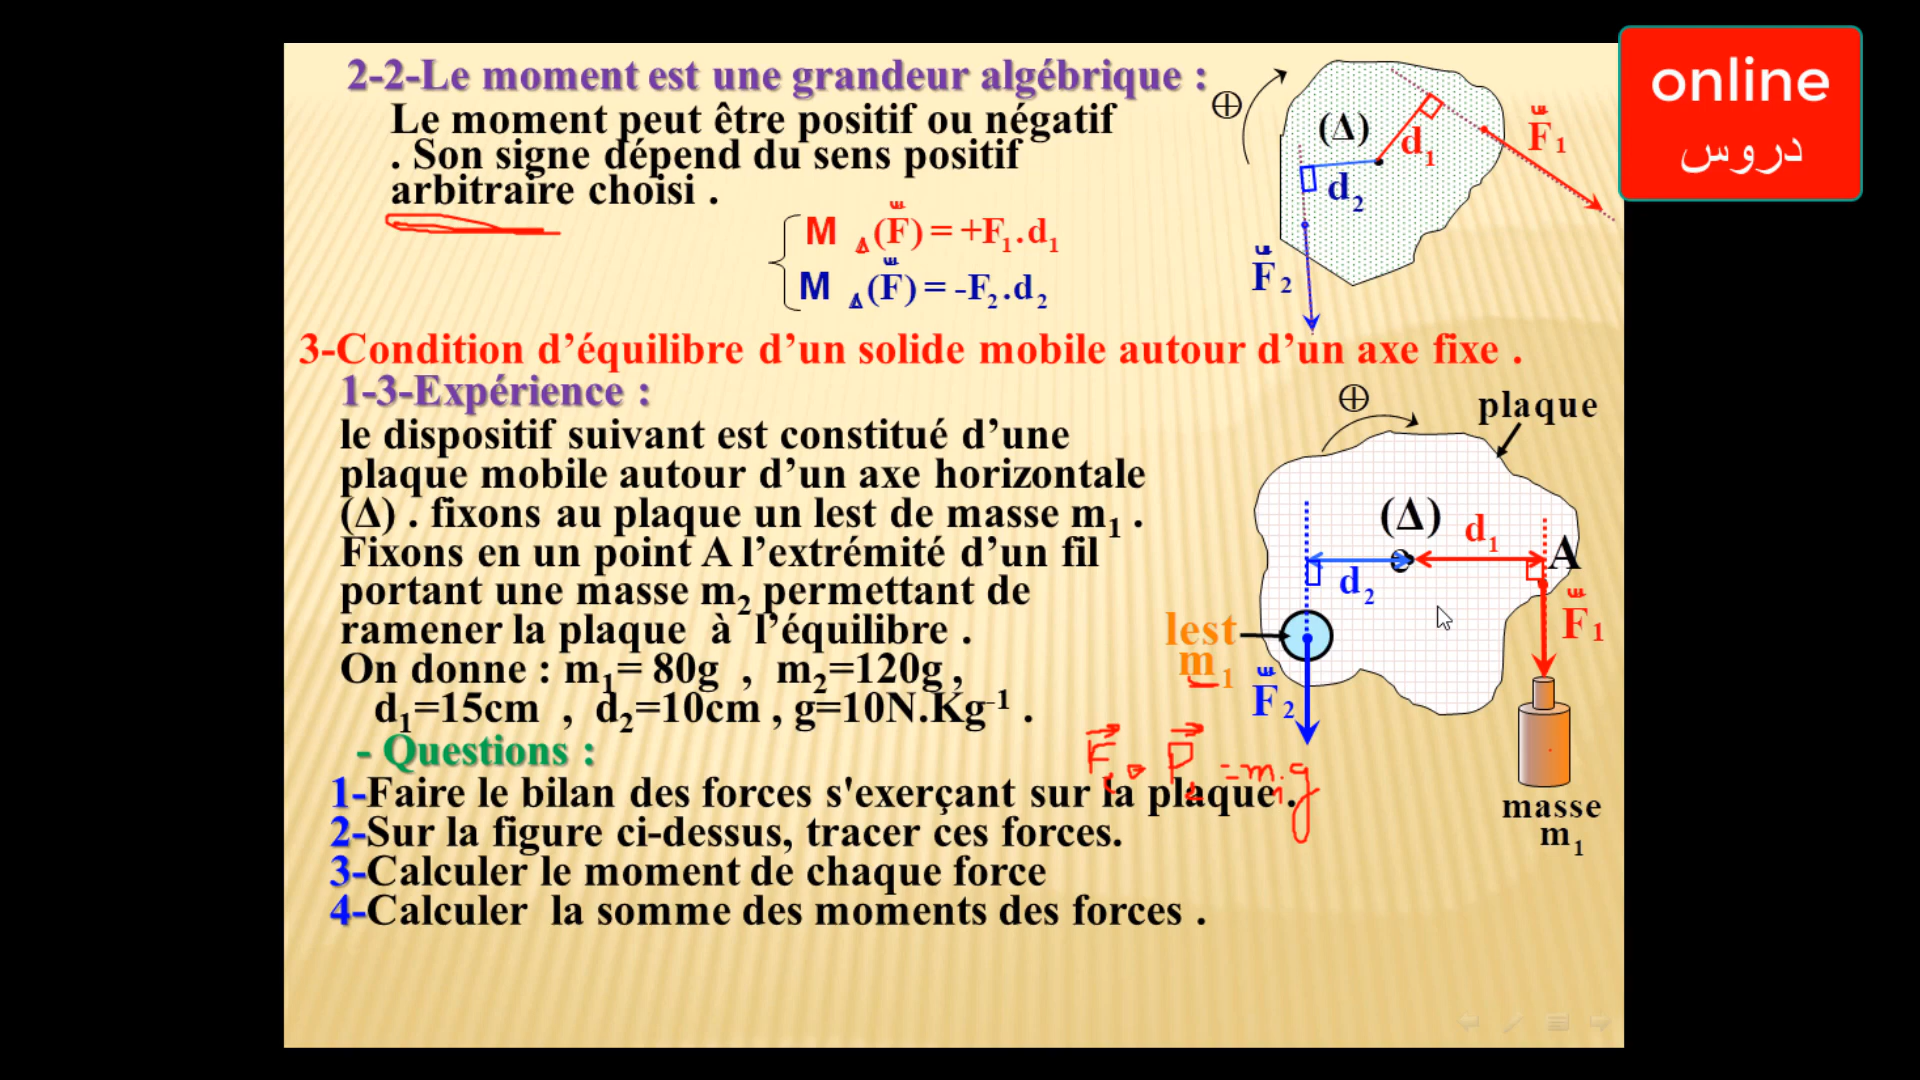 2-2-Le moment est une grandeur algébrique :
Le moment peut être positif ou négatif
. Son signe dépend du sens positif
arbitraire choisi .
M Δ(F) = +F1.d1
M Δ(F) = -F2.d2
⊕
(Δ)
d1
d2
F1
F2
online
دروس
3-Condition d’équilibre d’un solide mobile autour d’un axe fixe .
1-3-Expérience :
le dispositif suivant est constitué d’une
plaque mobile autour d’un axe horizontale
(Δ) . fixons au plaque un lest de masse m1 .
Fixons en un point A l’extrémité d’un fil
portant une masse m2 permettant de
ramener la plaque à l’équilibre .
On donne : m1= 80g , m2=120g ,
d1=15cm , d2=10cm , g=10N.Kg-1 .
⊕
plaque
(Δ)
d1
A
d2
F1
lest
m1
F2
masse
m1
- Questions :
1-Faire le bilan des forces s'exerçant sur la plaque .
2-Sur la figure ci-dessus, tracer ces forces.
3-Calculer le moment de chaque force
4-Calculer la somme des moments des forces .